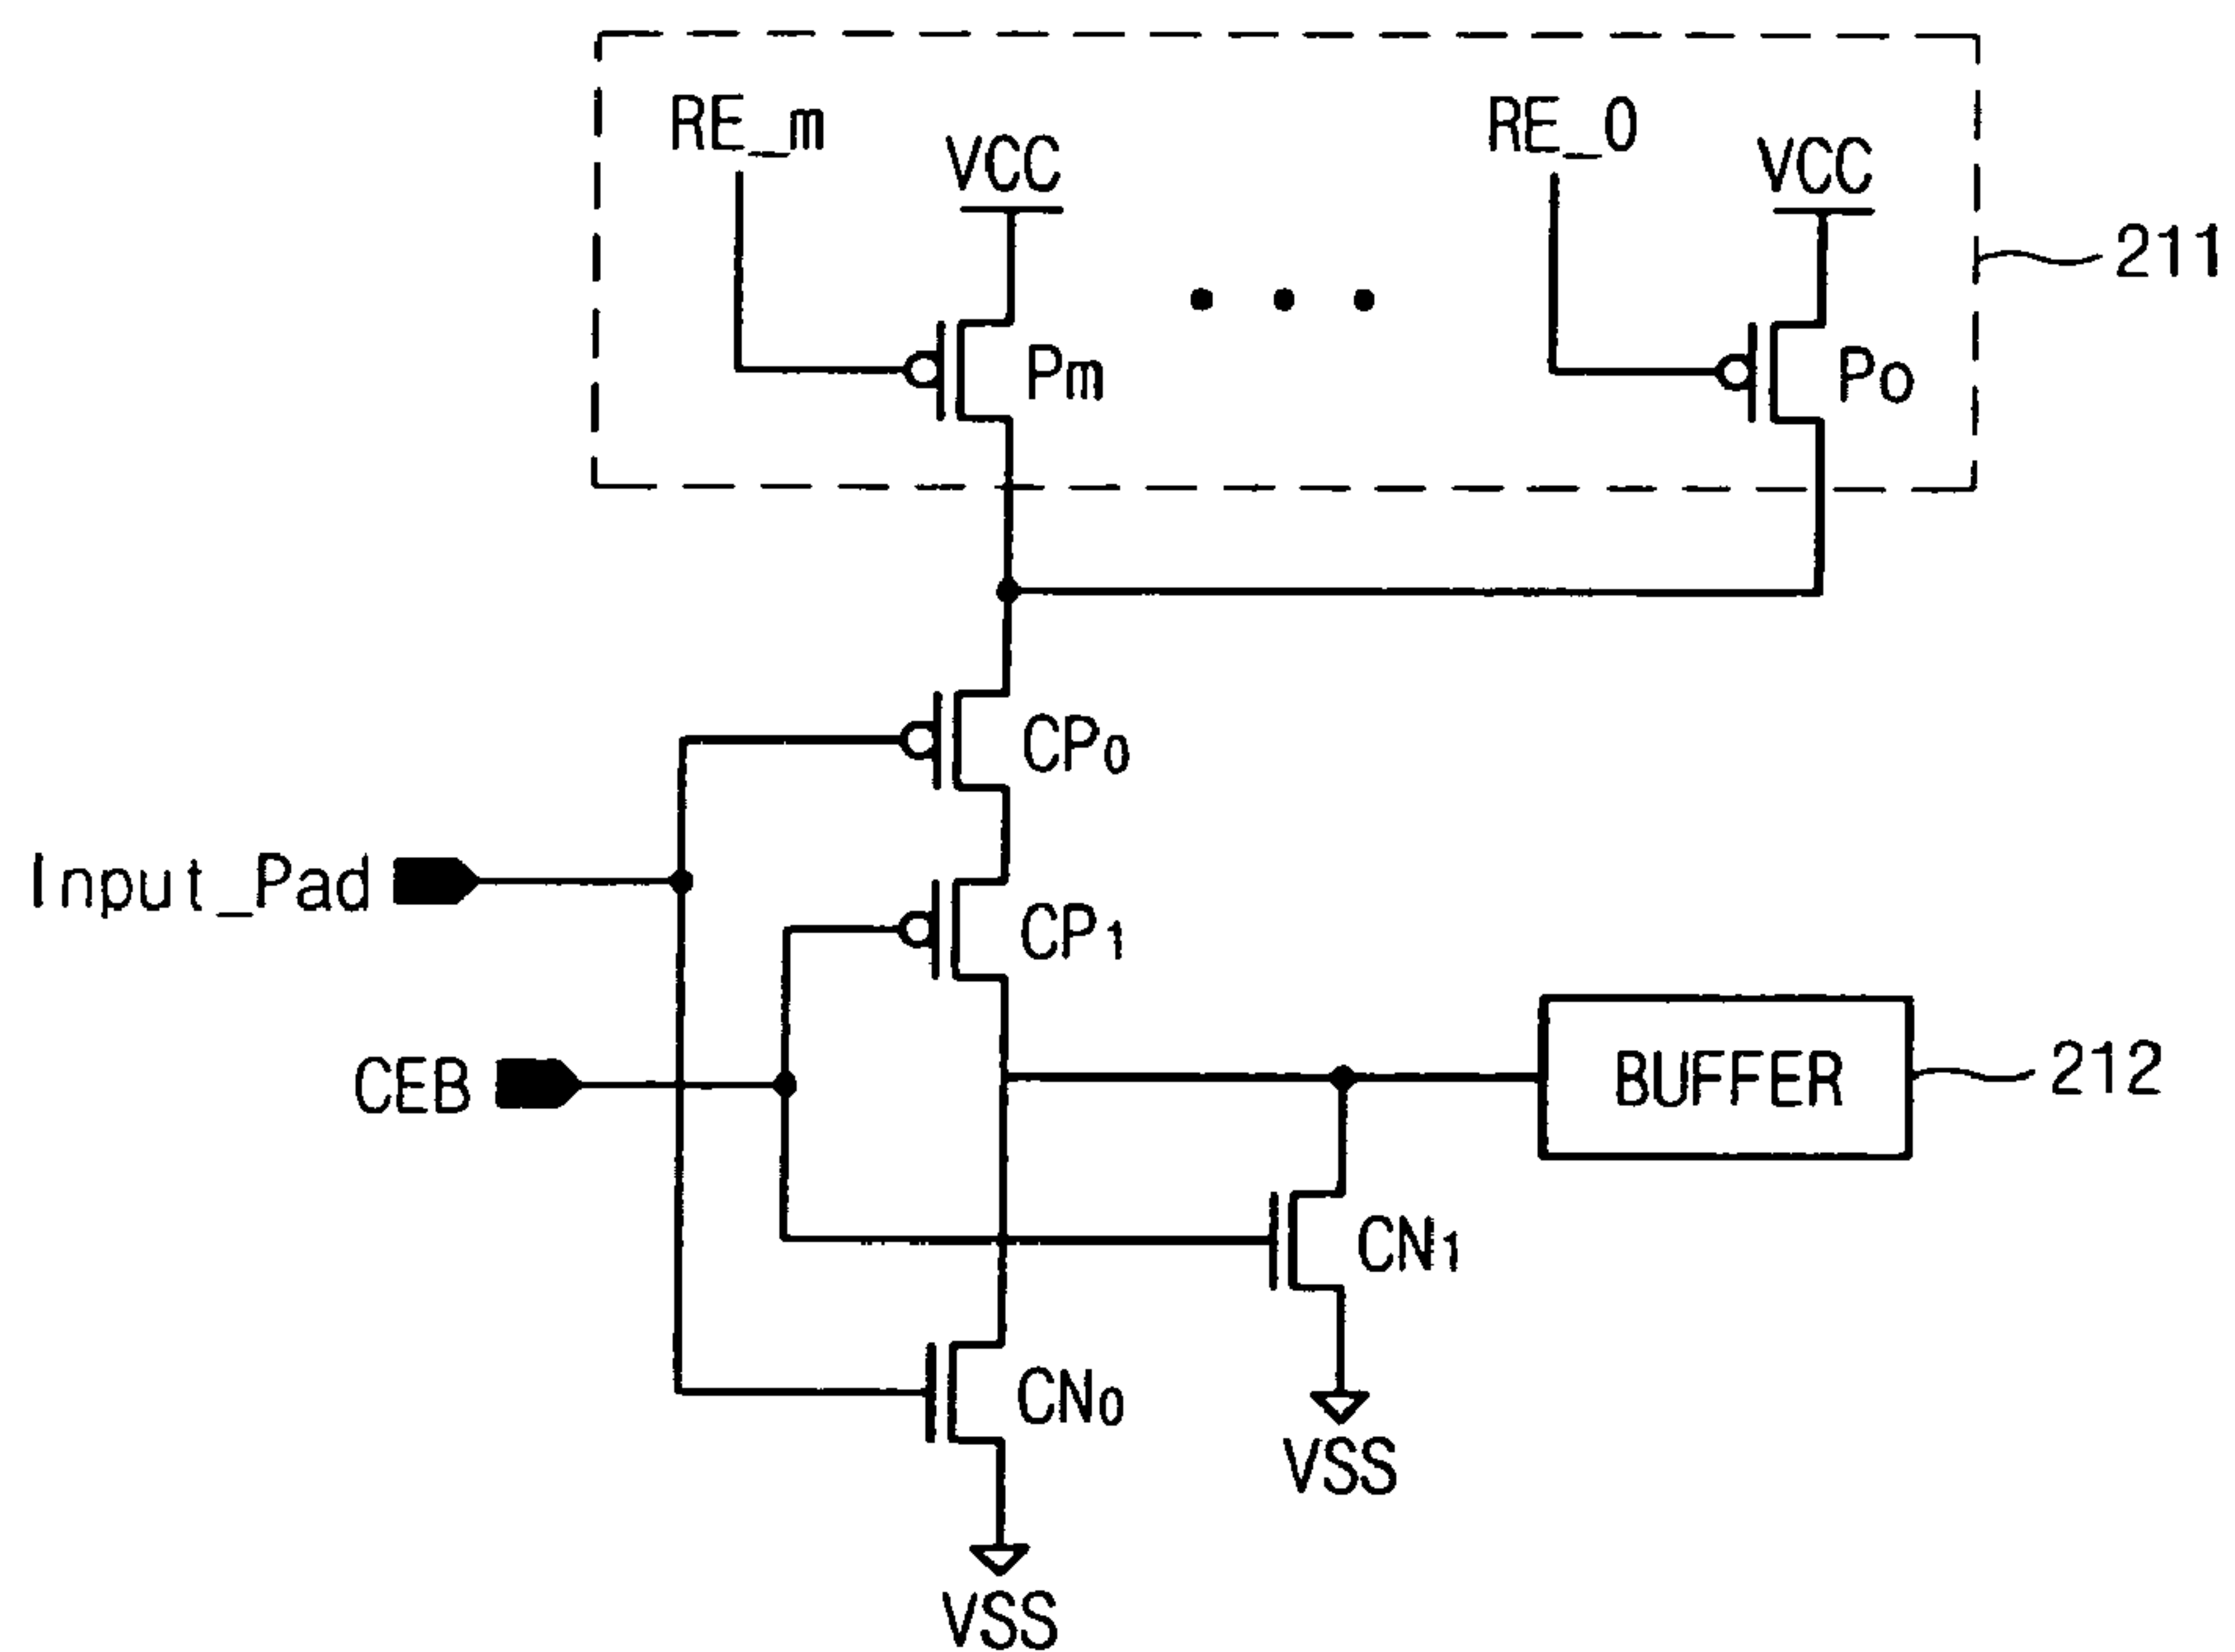 RE_m
VCC
RE_0
VCC
211
Pm
Po
CP0
Input_Pad
CP1
CEB
BUFFER
212
CN1
CN0
VSS
VSS